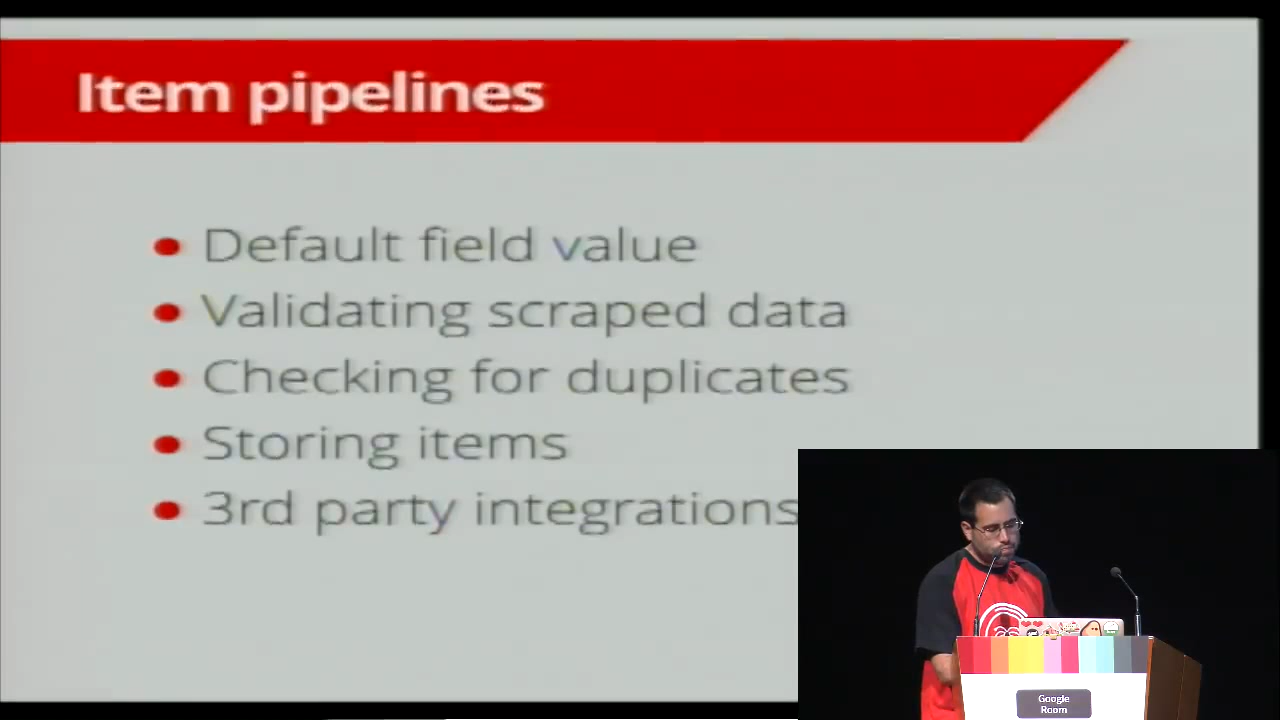 Item pipelines
Default field value
Validating scraped data
Checking for duplicates
Storing items
3rd party integrations
Google
Room